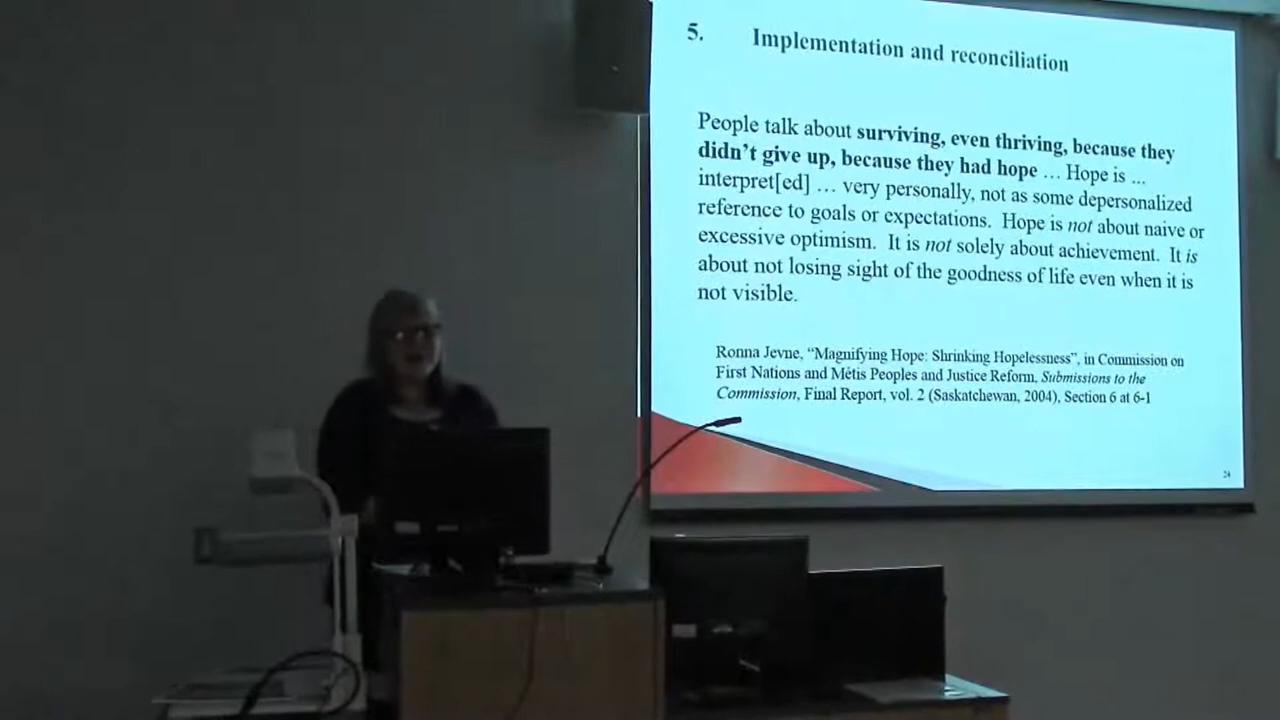 5. Implementation and reconciliation
People talk about surviving, even thriving, because they
didn't give up, because they had hope … Hope is ...
interpret[ed] … very personally, not as some depersonalized
reference to goals or expectations. Hope is not about naive or
excessive optimism. It is not solely about achievement. It is
about not losing sight of the goodness of life even when it is
not visible.
Ronna Jevne, “Magnifying Hope: Shrinking Hopelessness”, in Commission on
First Nations and Métis Peoples and Justice Reform, Submissions to the
Commission, Final Report, vol. 2 (Saskatchewan, 2004), Section 6 at 6-1
24